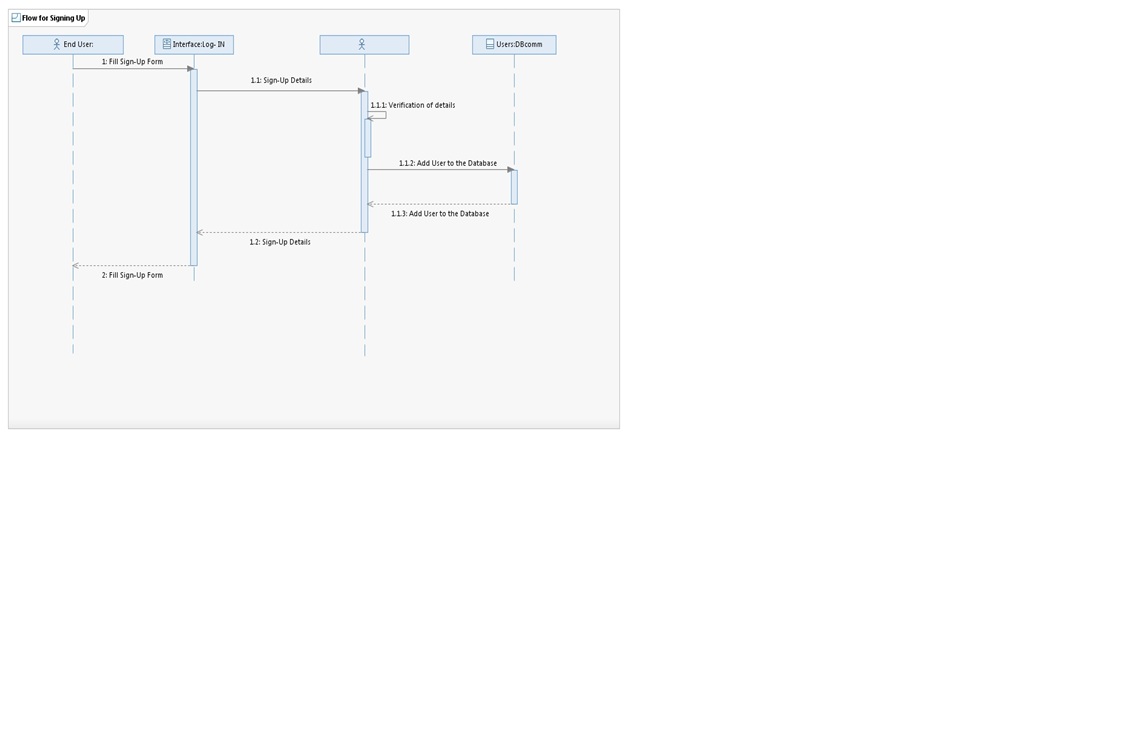 Flow for Signing Up
End User:
Interface:Log- IN
Users:DBcomm
1: Fill Sign-Up Form
1.1: Sign-Up Details
1.1.1: Verification of details
1.1.2: Add User to the Database
1.1.3: Add User to the Database
1.2: Sign-Up Details
2: Fill Sign-Up Form